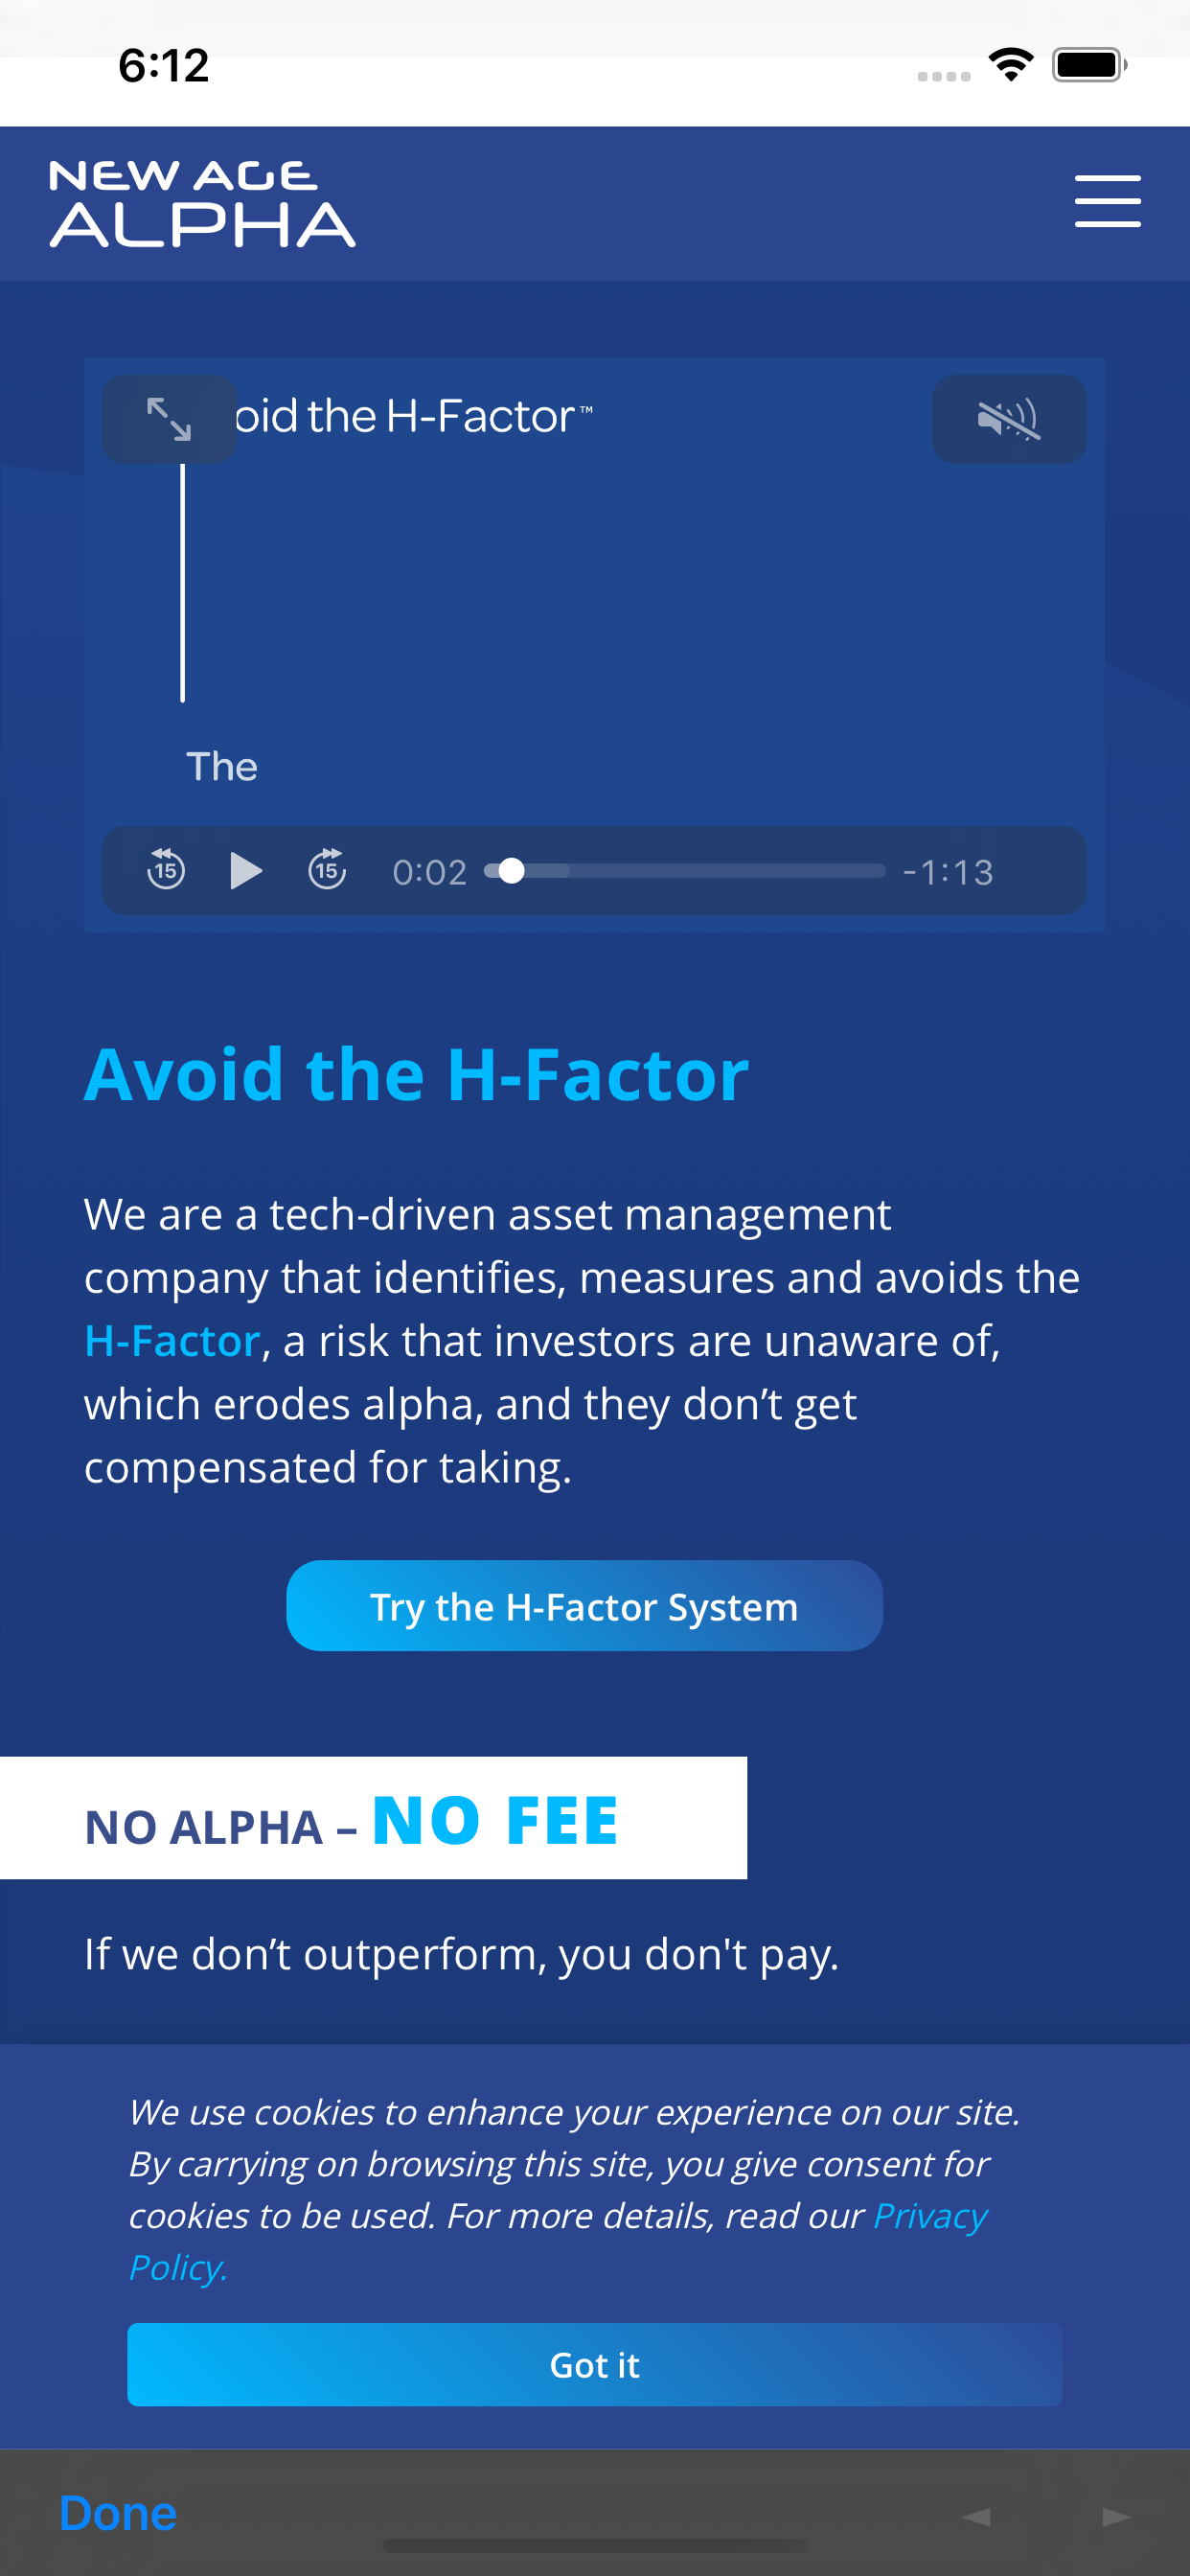 6:12
NEW AGE
ALPHA
oid the H-Factor™
The
15
15
0:02
-1:13
Avoid the H-Factor
We are a tech-driven asset management
company that identifies, measures and avoids the
H-Factor, a risk that investors are unaware of,
which erodes alpha, and they don’t get
compensated for taking.
Try the H-Factor System
NO ALPHA – NO FEE
If we don’t outperform, you don't pay.
We use cookies to enhance your experience on our site.
By carrying on browsing this site, you give consent for
cookies to be used. For more details, read our Privacy
Policy.
Got it
Done